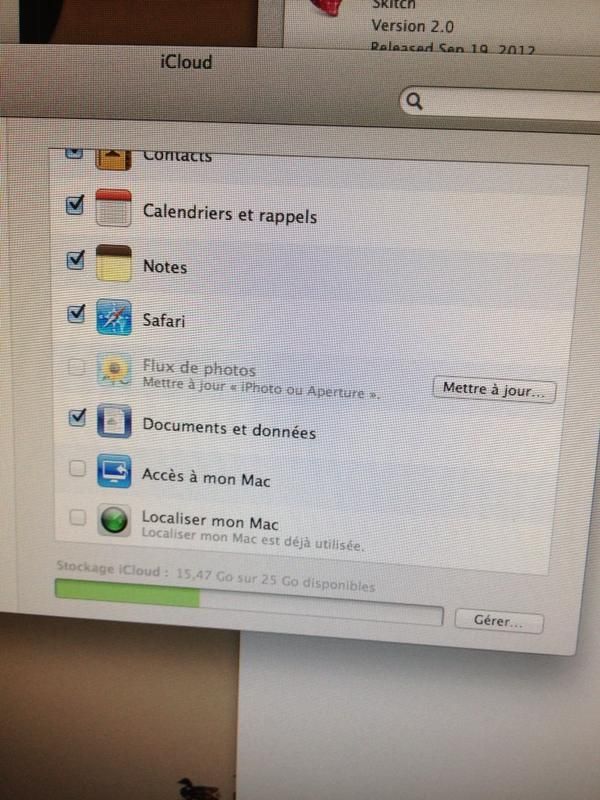 Skitch
Version 2.0
Released Sep 19, 2012
iCloud
Contacts
Calendriers et rappels
Notes
Safari
Flux de photos
Mettre à jour « iPhoto ou Aperture ».
Mettre à jour...
Documents et données
Accès à mon Mac
Localiser mon Mac
Localiser mon Mac est déjà utilisée.
Stockage iCloud : 15,47 Go sur 25 Go disponibles
Gérer...